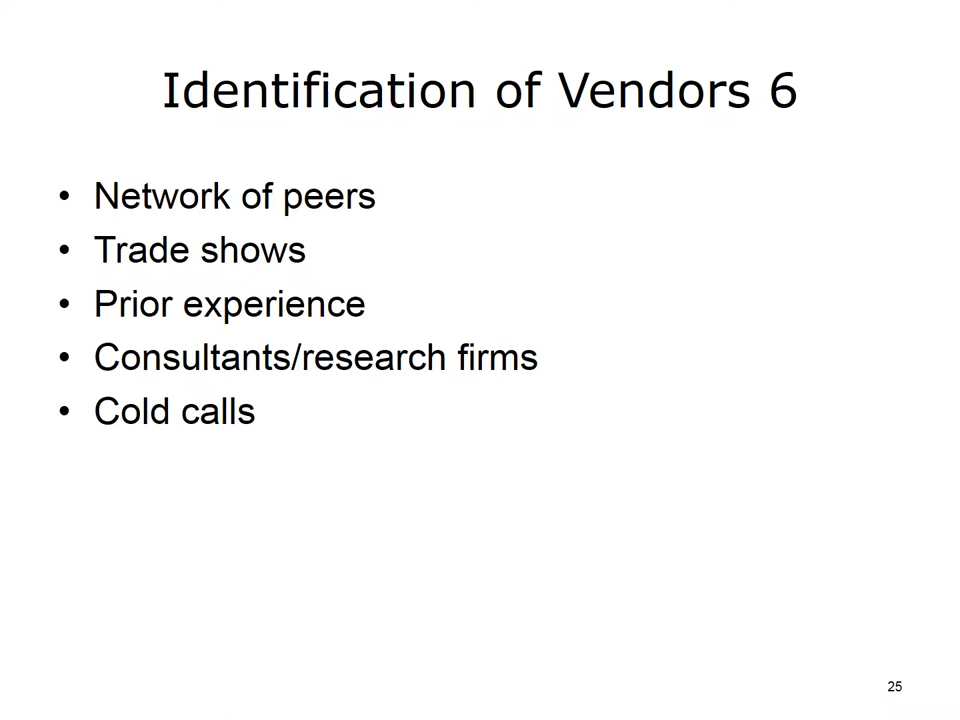 Identification of Vendors 6
• Network of peers
• Trade shows
• Prior experience
• Consultants/research firms
• Cold calls
25